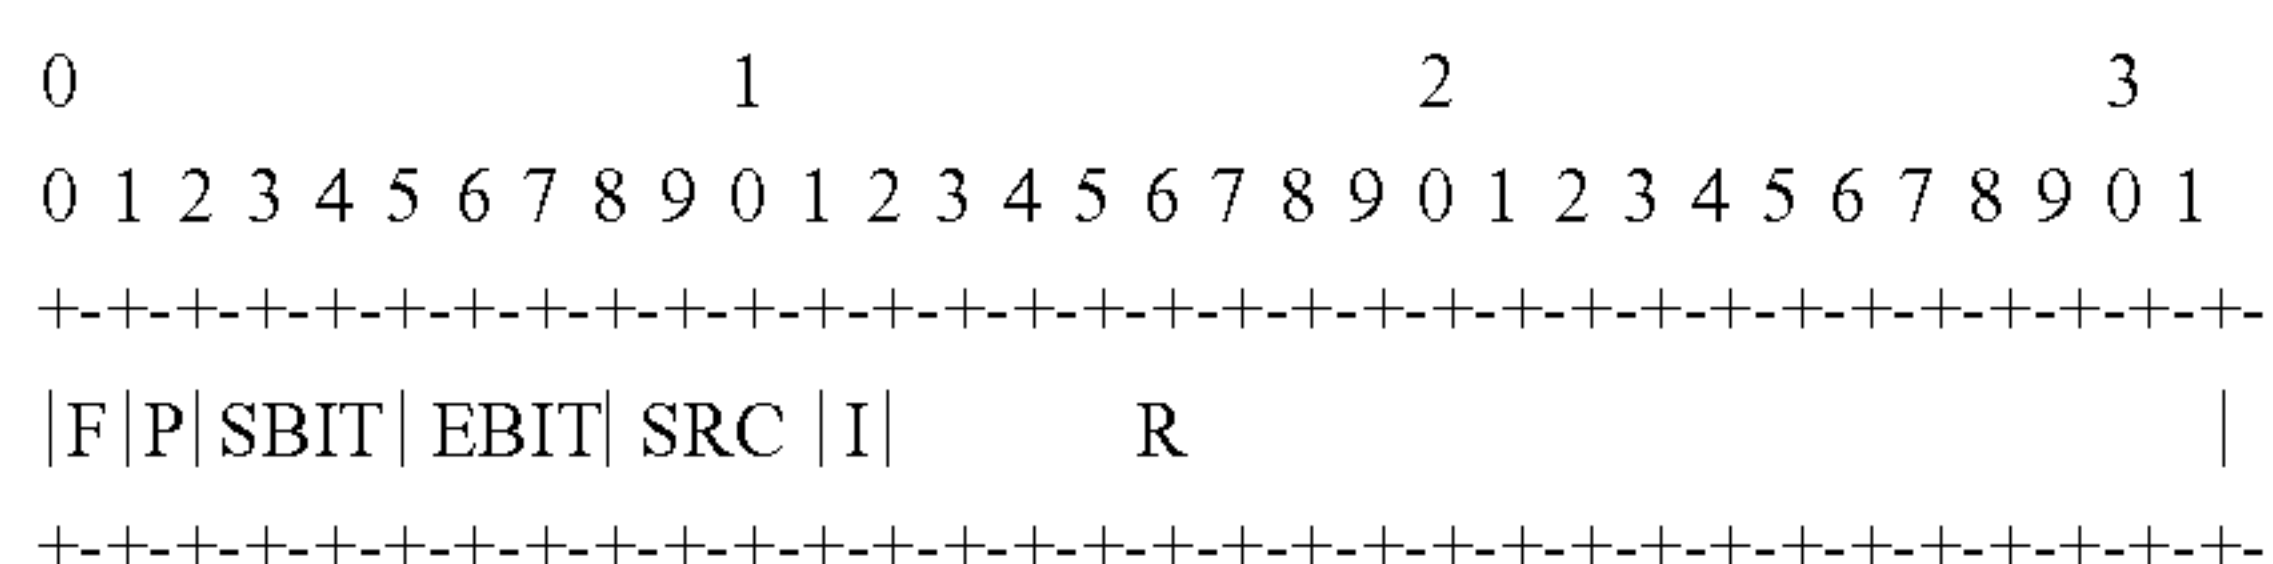 0 1 2 3
0 1 2 3 4 5 6 7 8 9 0 1 2 3 4 5 6 7 8 9 0 1 2 3 4 5 6 7 8 9 0 1
+-+-+-+-+-+-+-+-+-+-+-+-+-+-+-+-+-+-+-+-+-+-+-+-+-+-+-+-+-+-+-+-
|F|P|SBIT| EBIT| SRC |I| R |
+-+-+-+-+-+-+-+-+-+-+-+-+-+-+-+-+-+-+-+-+-+-+-+-+-+-+-+-+-+-+-+-